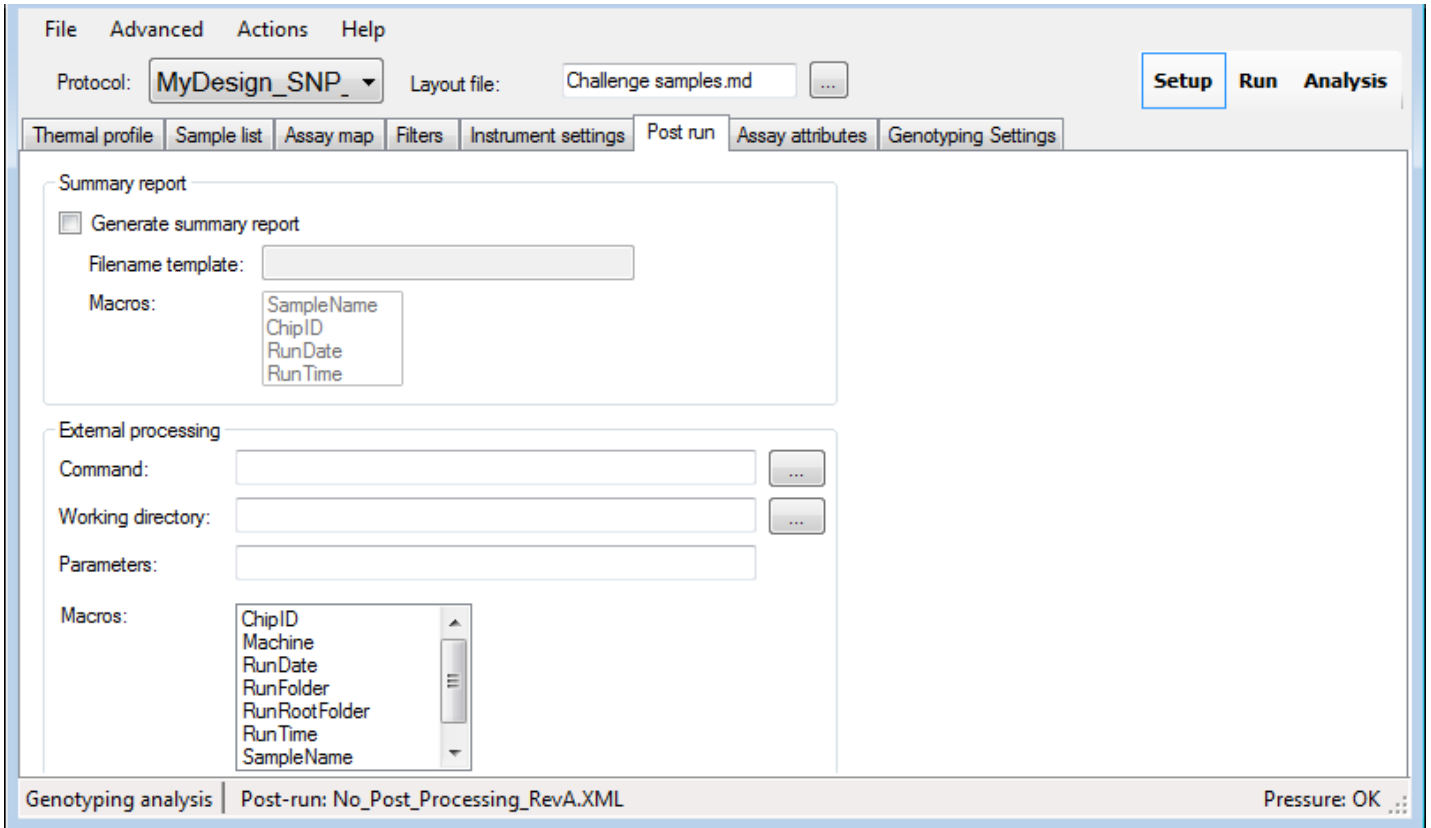 File Advanced Actions Help
Protocol: MyDesign_SNP_ Layout file: Challenge samples.md ... Setup Run Analysis
Thermal profile Sample list Assay map Filters Instrument settings Post run Assay attributes Genotyping Settings
Summary report
Generate summary report
Filename template:
Macros: SampleName
ChipID
RunDate
RunTime
External processing
Command: ...
Working directory: ...
Parameters:
Macros: ChipID
Machine
RunDate
RunFolder
RunRootFolder
RunTime
SampleName
Genotyping analysis Post-run: No_Post_Processing_RevA.XML Pressure: OK